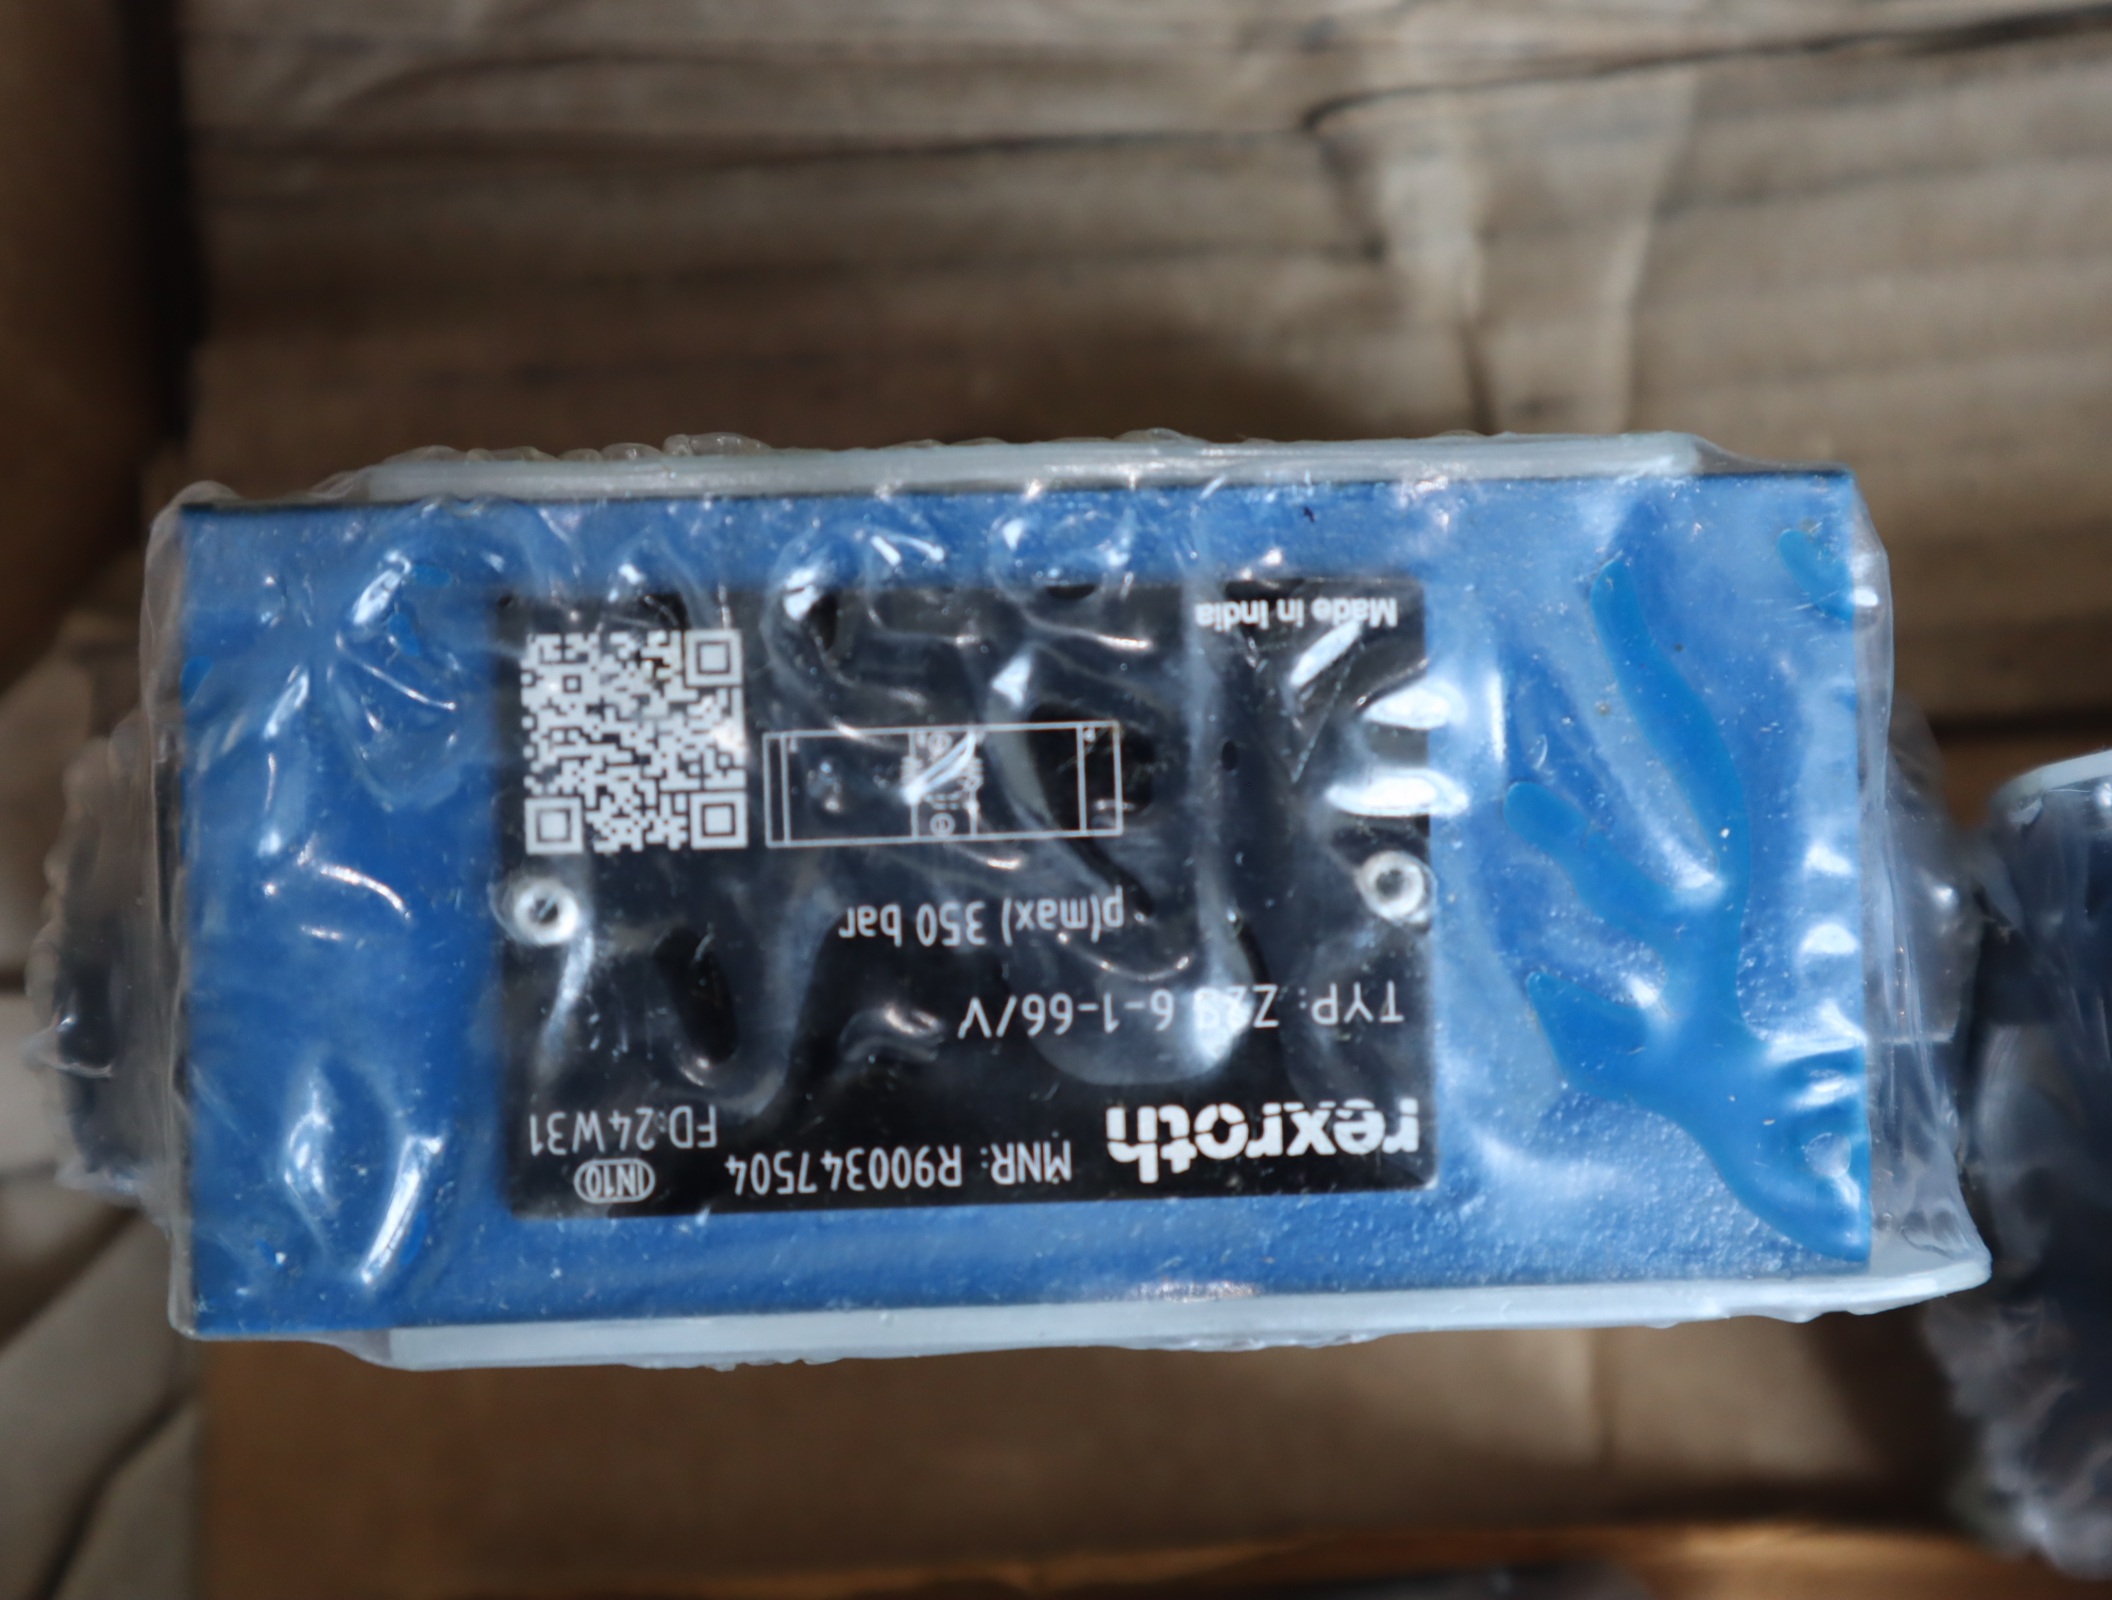 rexroth
MNR: R900347504
IN10
FD:24W31
TYP: Z2S 6-1-66/V
p(max) 350 bar
Made in India